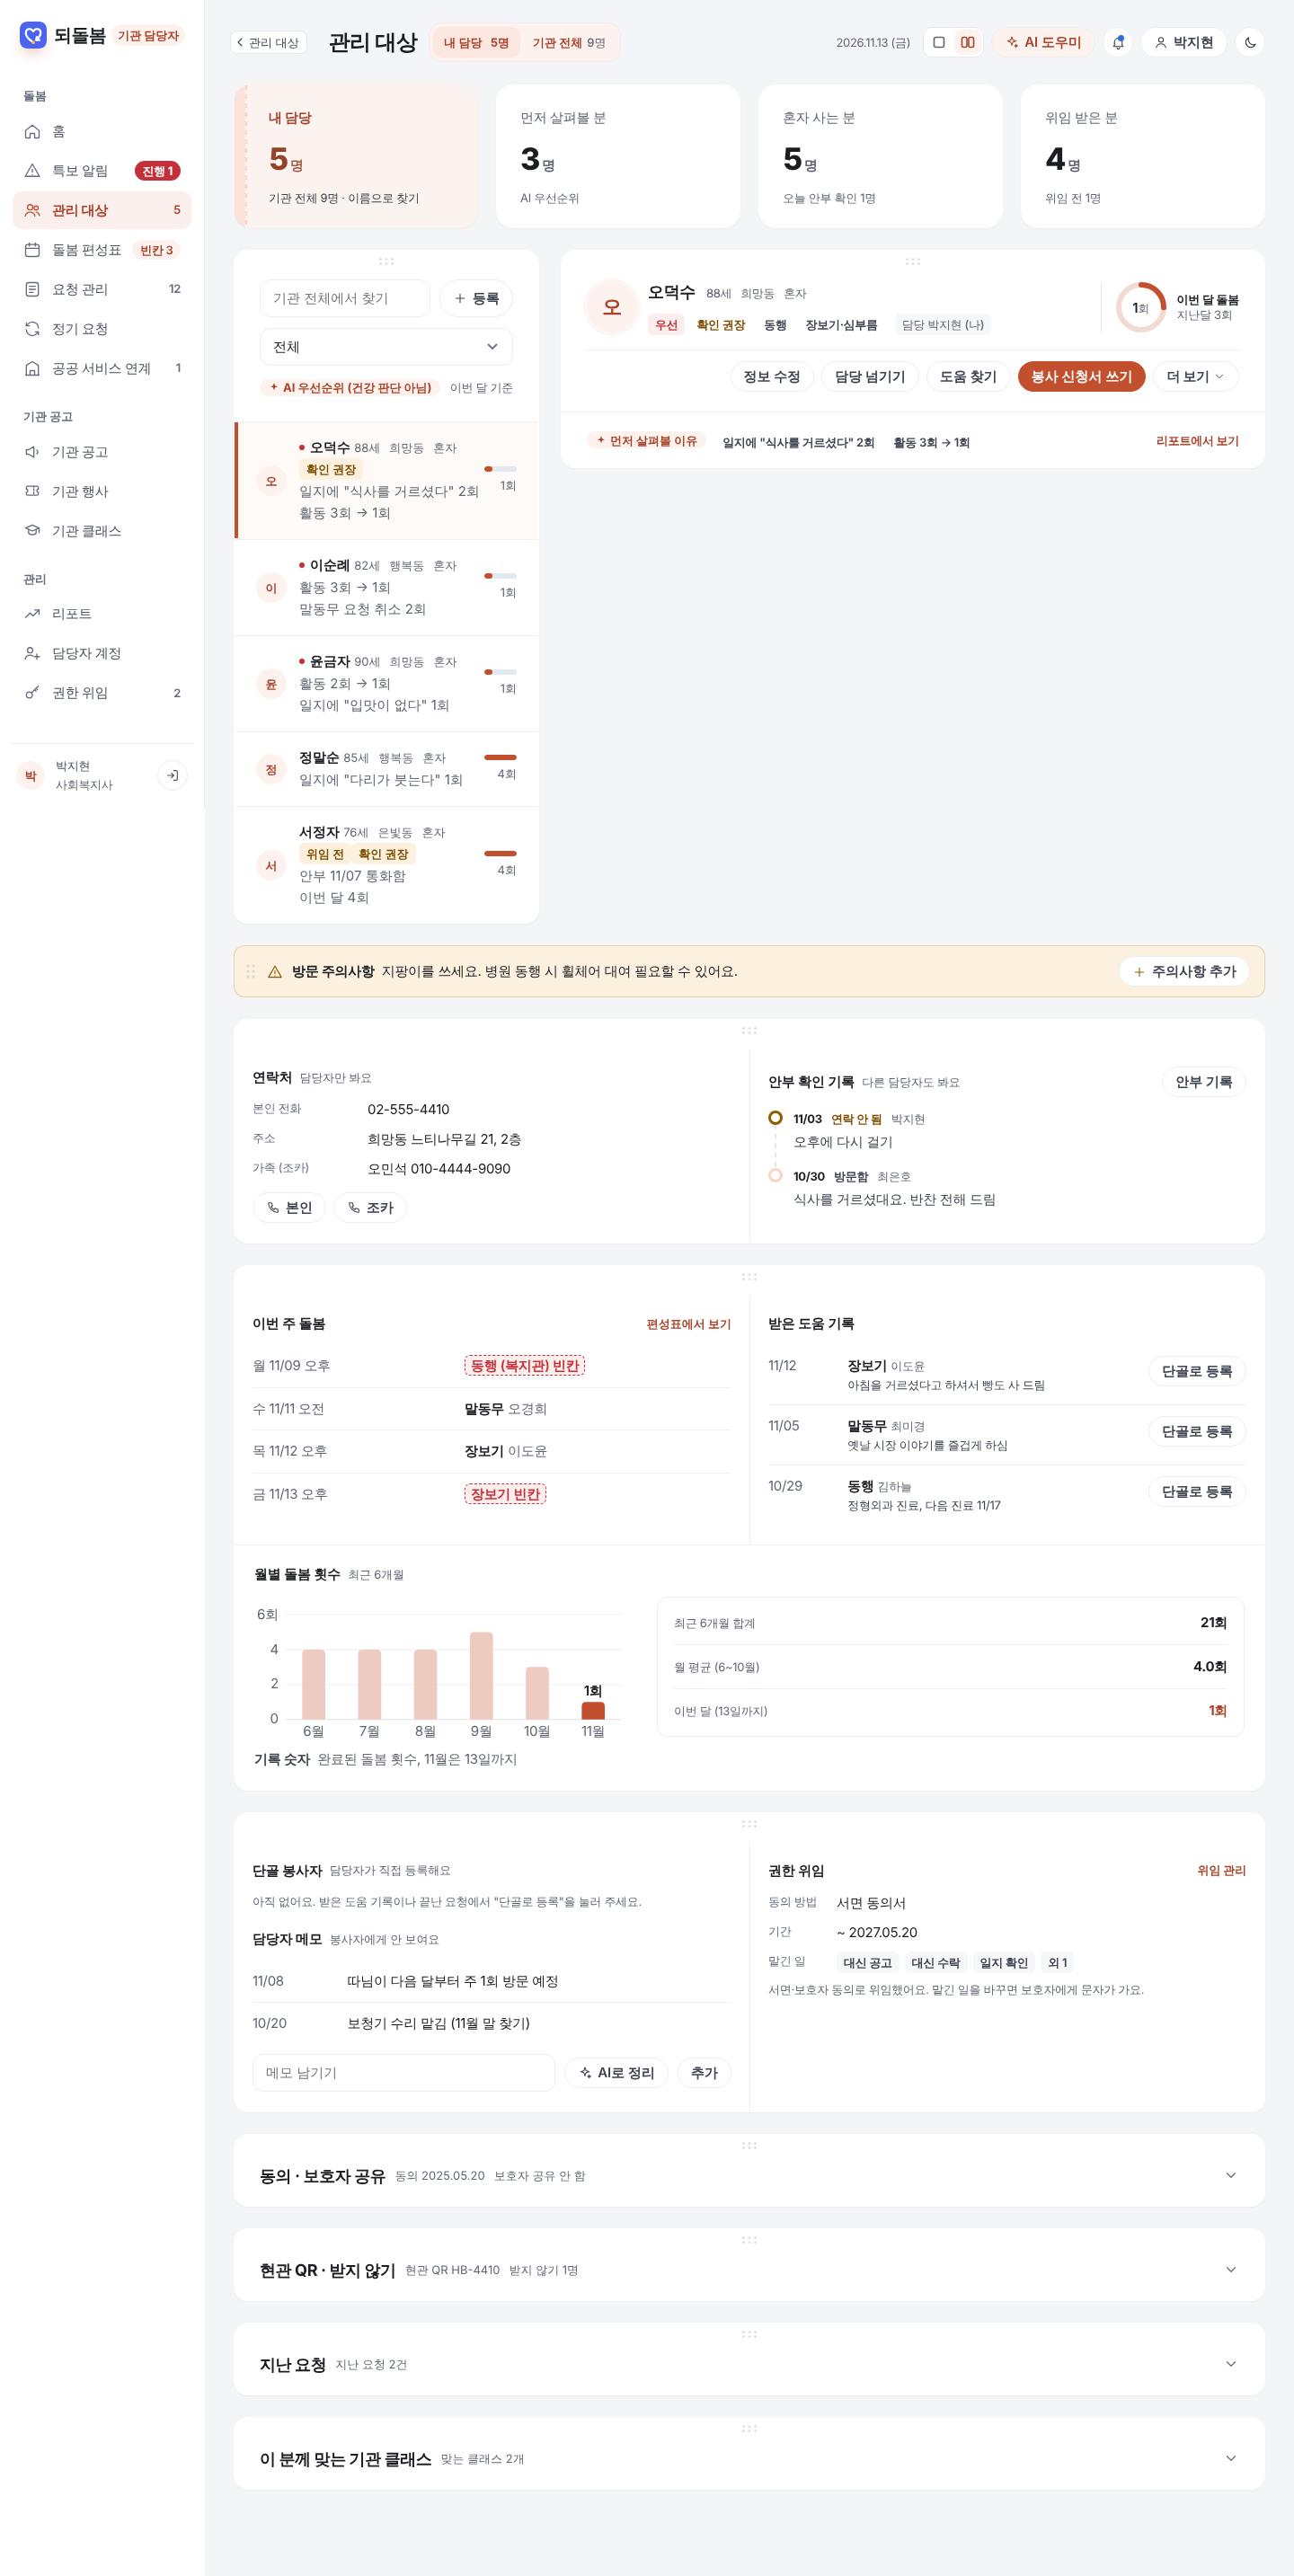 되돌봄 기관 담당자
돌봄
홈
특보 알림 진행 1
관리 대상 5
돌봄 편성표 빈칸 3
요청 관리 12
정기 요청
공공 서비스 연계 1
기관 공고
기관 공고
기관 행사
기관 클래스
관리
리포트
담당자 계정
권한 위임 2
박 박지현
사회복지사
관리 대상
관리 대상
내 담당 5명 기관 전체 9명
2026.11.13 (금)
AI 도우미
박지현
내 담당
5명
기관 전체 9명 · 이름으로 찾기
먼저 살펴볼 분
3명
AI 우선순위
혼자 사는 분
5명
오늘 안부 확인 1명
위임 받은 분
4명
위임 전 1명
기관 전체에서 찾기 + 등록
전체
AI 우선순위 (건강 판단 아님) 이번 달 기준
오
오덕수 88세 희망동 혼자
확인 권장
일지에 "식사를 거르셨다" 2회
활동 3회 → 1회
1회
이
이순례 82세 행복동 혼자
활동 3회 → 1회
말동무 요청 취소 2회
1회
윤
윤금자 90세 희망동 혼자
활동 2회 → 1회
일지에 "입맛이 없다" 1회
1회
정
정말순 85세 행복동 혼자
일지에 "다리가 붓는다" 1회
4회
서
서정자 76세 은빛동 혼자
위임 전 확인 권장
안부 11/07 통화함
이번 달 4회
4회
오
오덕수 88세 희망동 혼자
우선 확인 권장 동행 장보기·심부름 담당 박지현 (나)
1회
이번 달 돌봄
지난달 3회
정보 수정 담당 넘기기 도움 찾기 봉사 신청서 쓰기 더 보기
먼저 살펴볼 이유 일지에 "식사를 거르셨다" 2회 활동 3회 → 1회 리포트에서 보기
방문 주의사항 지팡이를 쓰세요. 병원 동행 시 휠체어 대여 필요할 수 있어요. + 주의사항 추가
연락처 담당자만 봐요
본인 전화 02-555-4410
주소 희망동 느티나무길 21, 2층
가족 (조카) 오민석 010-4444-9090
본인 조카
안부 확인 기록 다른 담당자도 봐요 안부 기록
11/03 연락 안 됨 박지현
오후에 다시 걸기
10/30 방문함 최은호
식사를 거르셨대요. 반찬 전해 드림
이번 주 돌봄 편성표에서 보기
월 11/09 오후 동행 (복지관) 빈칸
수 11/11 오전 말동무 오경희
목 11/12 오후 장보기 이도윤
금 11/13 오후 장보기 빈칸
받은 도움 기록
11/12 장보기 이도윤 단골로 등록
아침을 거르셨다고 하셔서 빵도 사 드림
11/05 말동무 최미경 단골로 등록
옛날 시장 이야기를 즐겁게 하심
10/29 동행 김하늘 단골로 등록
정형외과 진료, 다음 진료 11/17
월별 돌봄 횟수 최근 6개월
6회
4
2
0
1회
6월 7월 8월 9월 10월 11월
기록 숫자 완료된 돌봄 횟수, 11월은 13일까지
최근 6개월 합계 21회
월 평균 (6~10월) 4.0회
이번 달 (13일까지) 1회
단골 봉사자 담당자가 직접 등록해요
아직 없어요. 받은 도움 기록이나 끝난 요청에서 "단골로 등록"을 눌러 주세요.
담당자 메모 봉사자에게 안 보여요
11/08 따님이 다음 달부터 주 1회 방문 예정
10/20 보청기 수리 맡김 (11월 말 찾기)
메모 남기기 AI로 정리 추가
권한 위임 위임 관리
동의 방법 서면 동의서
기간 ~ 2027.05.20
맡긴 일 대신 공고 대신 수락 일지 확인 외 1
서면·보호자 동의로 위임했어요. 맡긴 일을 바꾸면 보호자에게 문자가 가요.
동의 · 보호자 공유 동의 2025.05.20 보호자 공유 안 함
현관 QR · 받지 않기 현관 QR HB-4410 받지 않기 1명
지난 요청 지난 요청 2건
이 분께 맞는 기관 클래스 맞는 클래스 2개